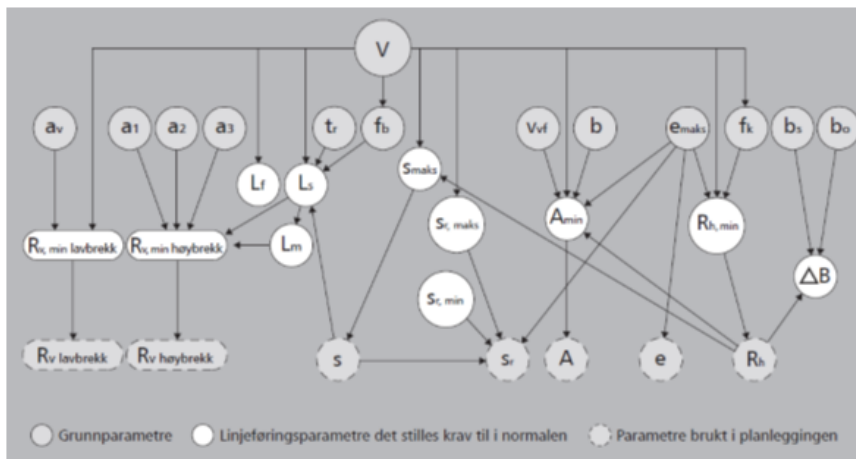 V
av a1 a2 a3 tr fb vvf b emaks fk bs bo
Lf Ls smaks
sr, maks Amin Rh, min
Rv, min lavbrekk Rv, min høybrekk Lm
ΔB
sr, min
Rv lavbrekk Rv høybrekk s sr A e Rh
Grunnparametre Linjeføringsparametre det stilles krav til i normalen Parametre brukt i planleggingen